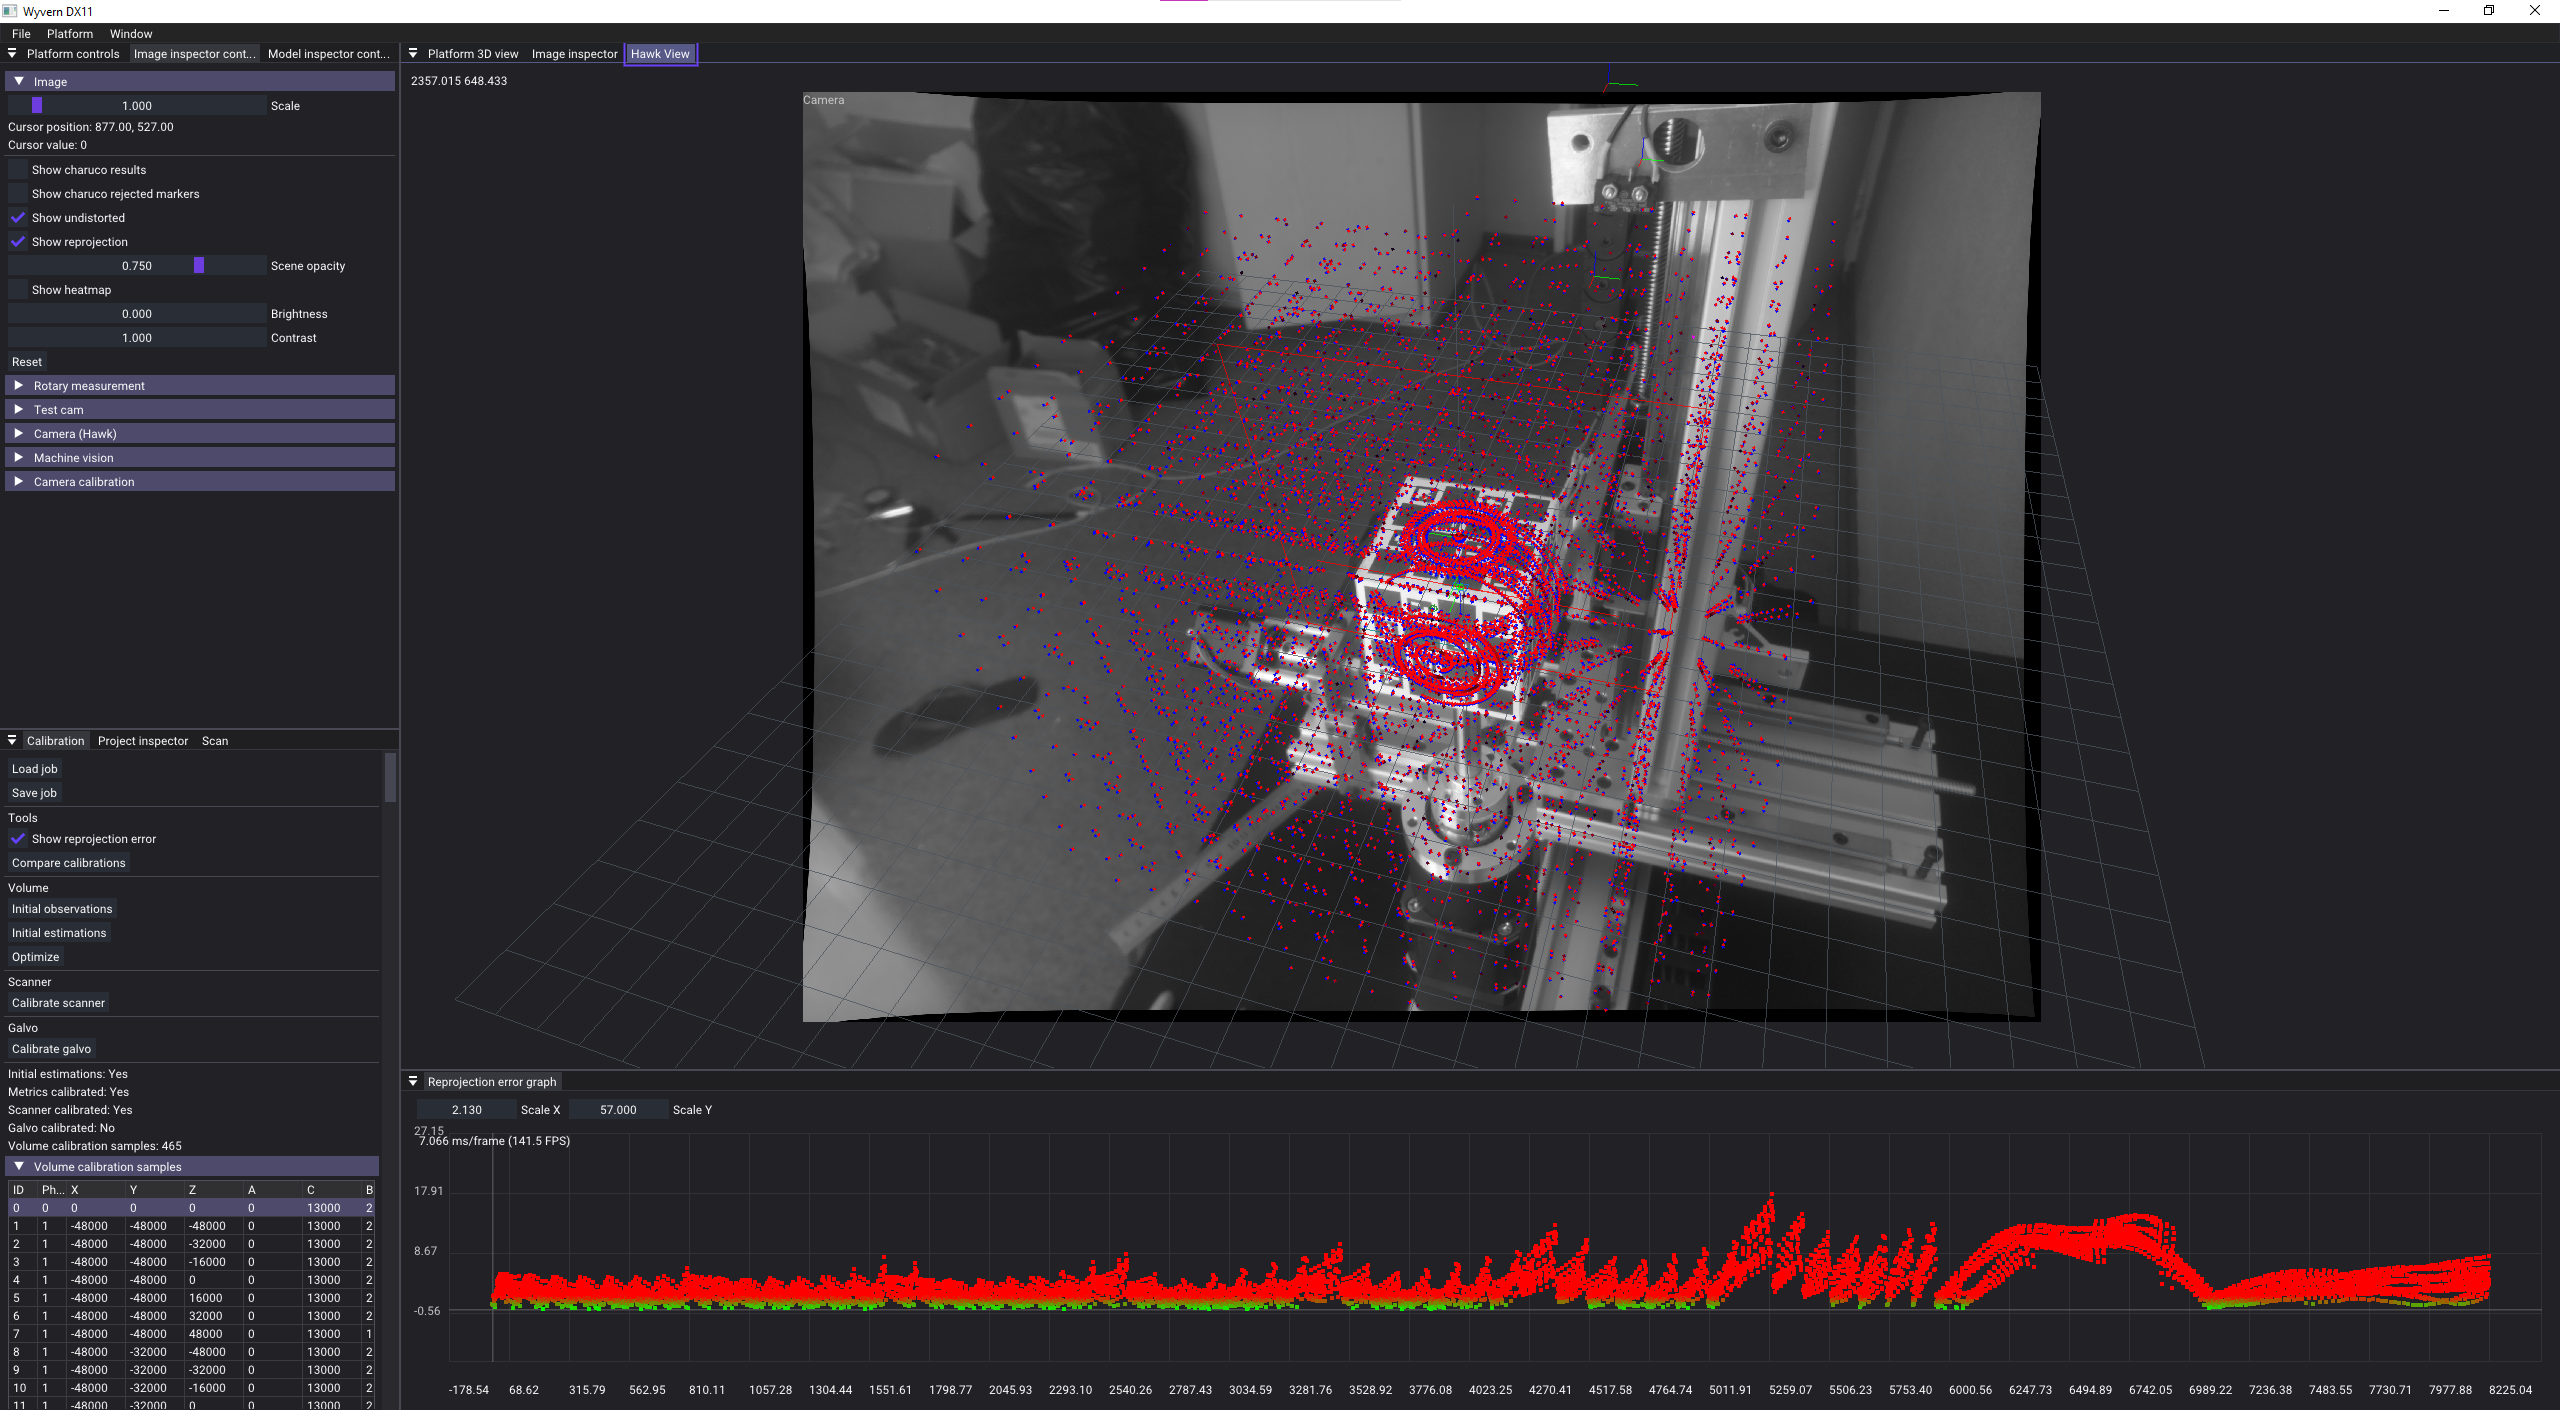 Wyvern DX11
File Platform Window
Platform controls Image inspector cont... Model inspector cont...
Image
1.000 Scale
Cursor position: 877.00, 527.00
Cursor value: 0
Show charuco results
Show charuco rejected markers
Show undistorted
Show reprojection
0.750 Scene opacity
Show heatmap
0.000 Brightness
1.000 Contrast
Reset
Rotary measurement
Test cam
Camera (Hawk)
Machine vision
Camera calibration
Calibration Project inspector Scan
Load job
Save job
Tools
Show reprojection error
Compare calibrations
Volume
Initial observations
Initial estimations
Optimize
Scanner
Calibrate scanner
Galvo
Calibrate galvo
Initial estimations: Yes
Metrics calibrated: Yes
Scanner calibrated: Yes
Galvo calibrated: No
Volume calibration samples: 465
Volume calibration samples
ID Ph... X Y Z A C B
0 0 0 0 0 0 13000 2
1 1 -48000 -48000 -48000 0 13000 2
2 1 -48000 -48000 -32000 0 13000 2
3 1 -48000 -48000 -16000 0 13000 2
4 1 -48000 -48000 0 0 13000 2
5 1 -48000 -48000 16000 0 13000 2
6 1 -48000 -48000 32000 0 13000 2
7 1 -48000 -48000 48000 0 13000 1
8 1 -48000 -32000 -48000 0 13000 2
9 1 -48000 -32000 -32000 0 13000 2
10 1 -48000 -32000 -16000 0 13000 2
11 1 -48000 -32000 0 0 13000 2
Platform 3D view Image inspector Hawk View
2357.015 648.433
Camera
Reprojection error graph
2.130 Scale X 57.000 Scale Y
27.15
7.066 ms/frame (141.5 FPS)
17.91
8.67
-0.56
-178.54 68.62 315.79 562.95 810.11 1057.28 1304.44 1551.61 1798.77 2045.93 2293.10 2540.26 2787.43 3034.59 3281.76 3528.92 3776.08 4023.25 4270.41 4517.58 4764.74 5011.91 5259.07 5506.23 5753.40 6000.56 6247.73 6494.89 6742.05 6989.22 7236.38 7483.55 7730.71 7977.88 8225.04